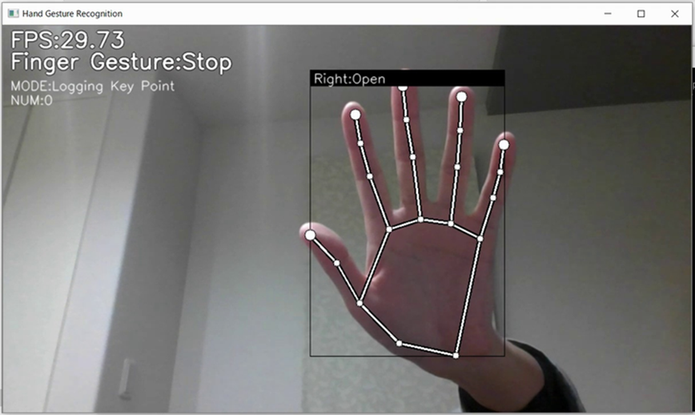 Hand Gesture Recognition
FPS:29.73
Finger Gesture:Stop
MODE:Logging Key Point
NUM:0
Right:Open